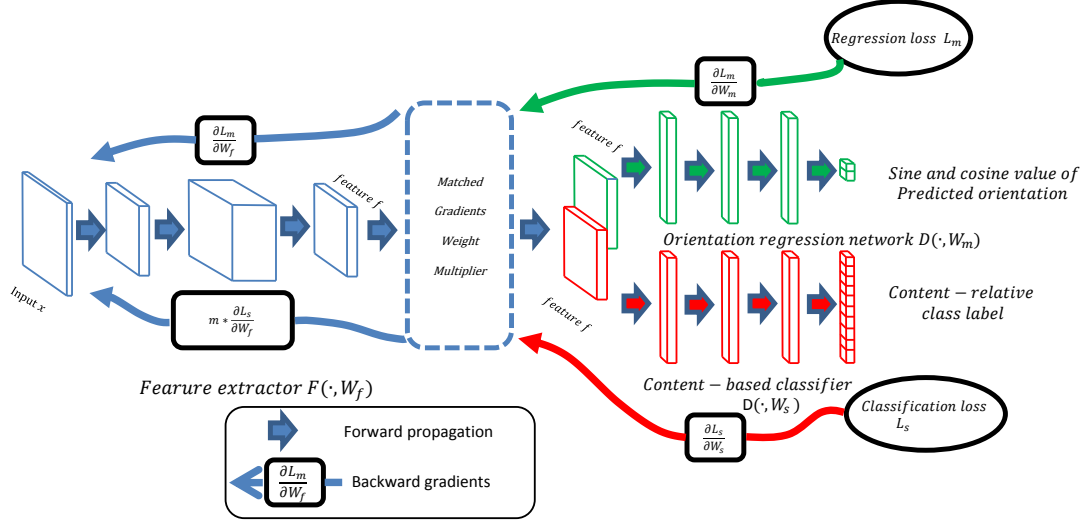 Regression loss L_m
∂L_m
∂W_m
∂L_m
∂W_f
feature f
feature f
Matched
Gradients
Weight
Multiplier
Sine and cosine value of
Predicted orientation
Orientation regression network D(·, W_m)
Input x
m * ∂L_s
∂W_f
feature f
Content − relative
class label
Fearure extractor F(·, W_f)
Content − based classifier
D(·, W_s)
∂L_s
∂W_s
Classification loss
L_s
Forward propagation
∂L_m
∂W_f
Backward gradients